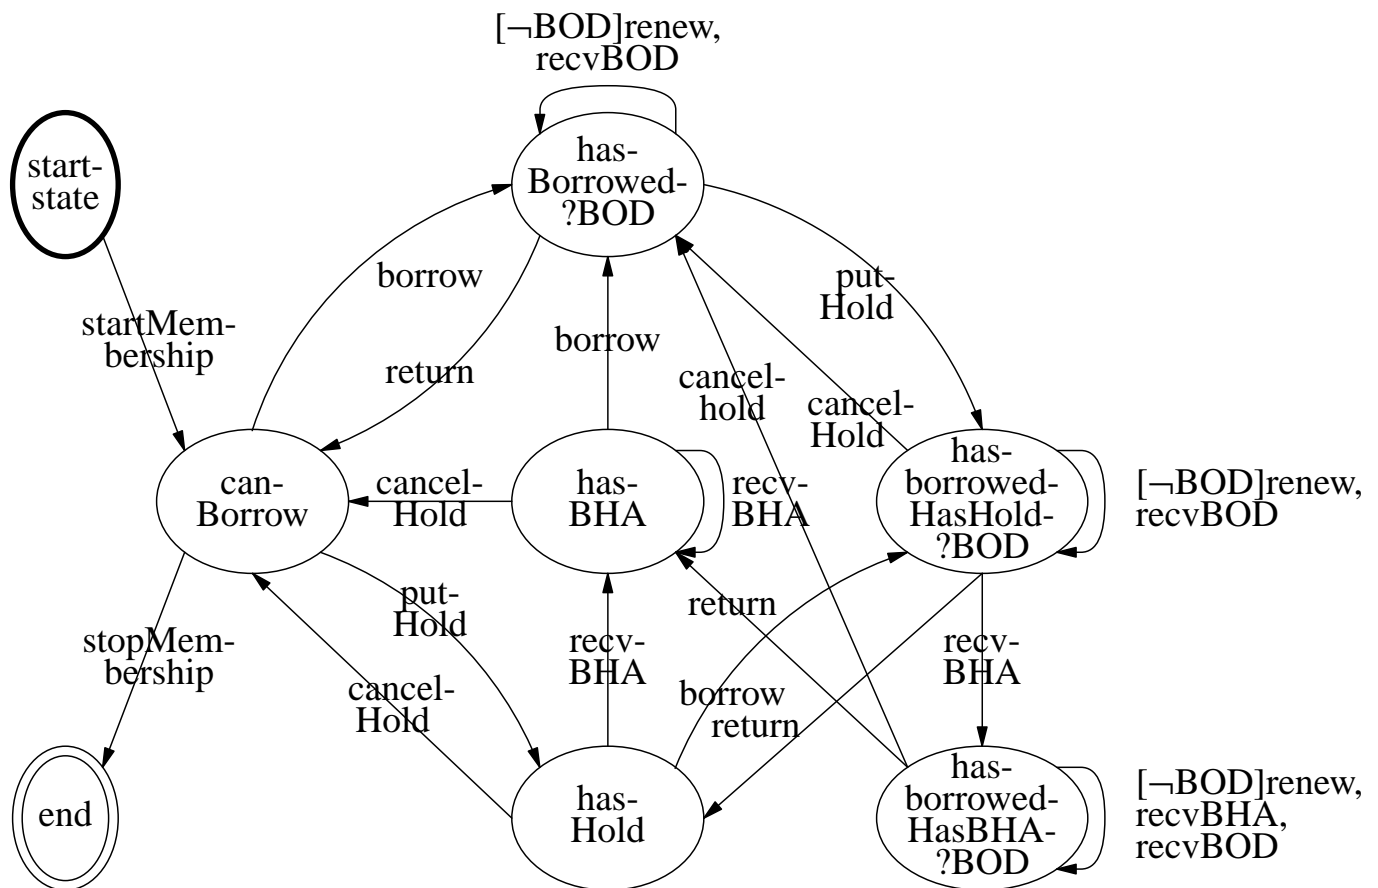 [¬BOD]renew,
recvBOD
start-
state
has-
Borrowed-
?BOD
borrow
put-
Hold
startMem-
bership
borrow
return
cancel-
hold
cancel-
Hold
can-
Borrow
cancel-
Hold
has-
BHA
recv-
BHA
has-
borrowed-
HasHold-
?BOD
[¬BOD]renew,
recvBOD
put-
Hold
return
stopMem-
bership
recv-
BHA
recv-
BHA
cancel-
Hold
borrow
return
end
has-
Hold
has-
borrowed-
HasBHA-
?BOD
[¬BOD]renew,
recvBHA,
recvBOD